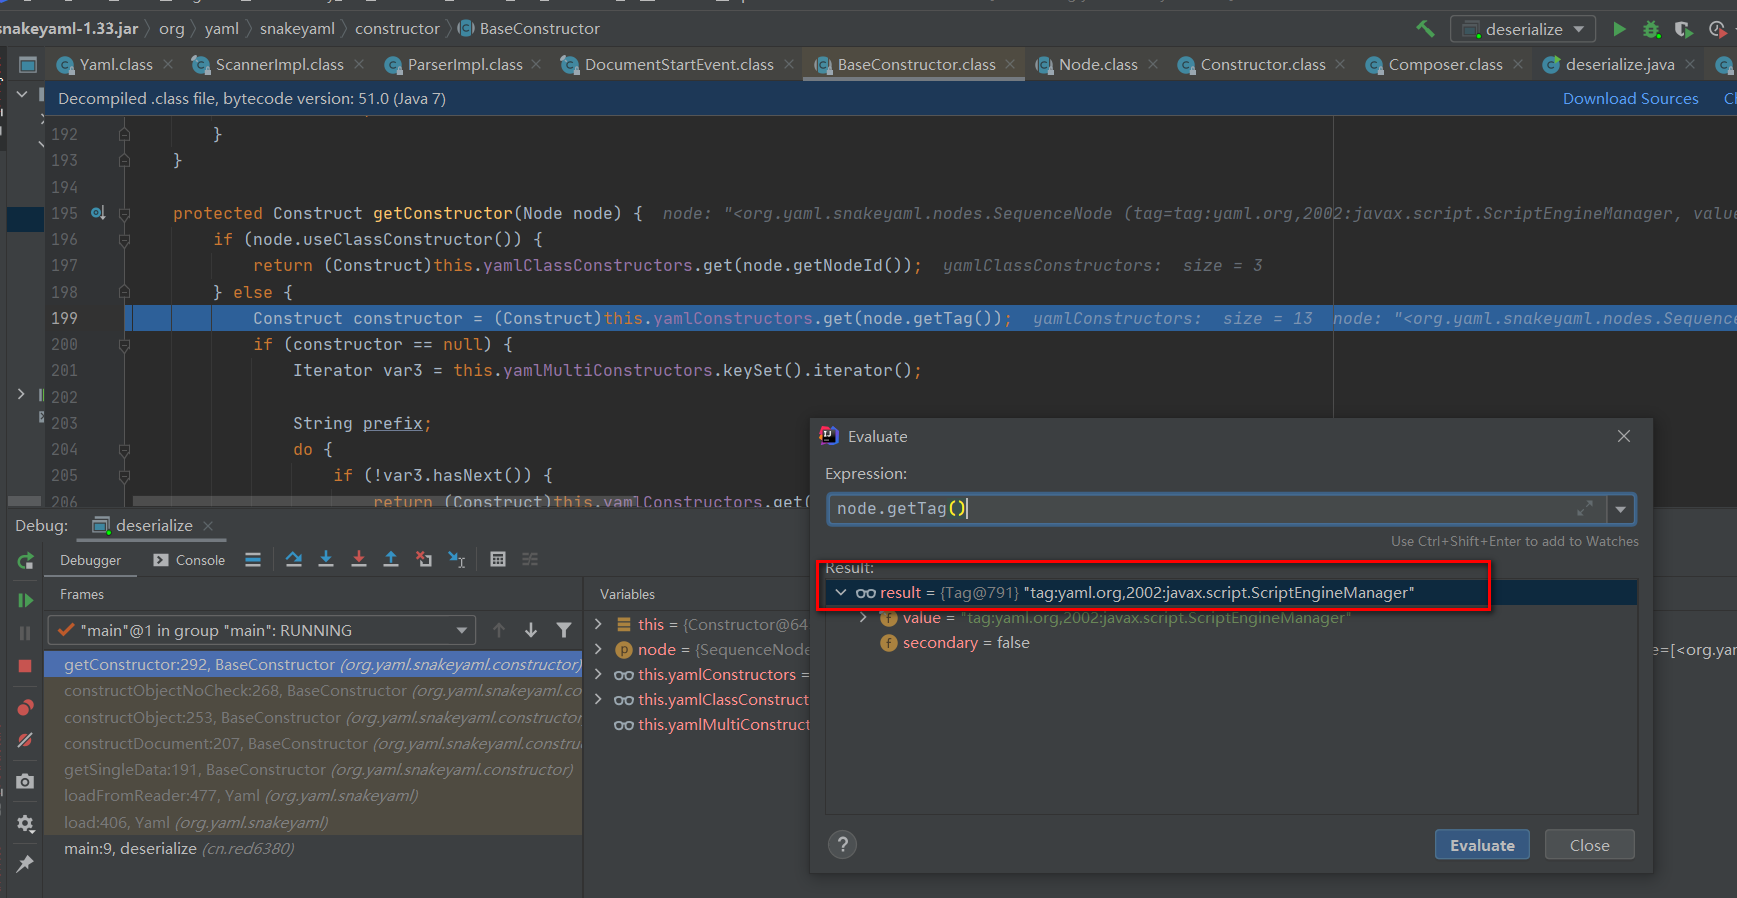 snakeyaml-1.33.jar org yaml snakeyaml constructor BaseConstructor
deserialize
Yaml.class ScannerImpl.class ParserImpl.class DocumentStartEvent.class BaseConstructor.class Node.class Constructor.class Composer.class deserialize.java
Decompiled .class file, bytecode version: 51.0 (Java 7) Download Sources
192 }
193 }
194
195 protected Construct getConstructor(Node node) { node: "<org.yaml.snakeyaml.nodes.SequenceNode (tag=tag:yaml.org,2002:javax.script.ScriptEngineManager, value
196 if (node.useClassConstructor()) {
197 return (Construct)this.yamlClassConstructors.get(node.getNodeId()); yamlClassConstructors: size = 3
198 } else {
199 Construct constructor = (Construct)this.yamlConstructors.get(node.getTag()); yamlConstructors: size = 13 node: "<org.yaml.snakeyaml.nodes.Sequence
200 if (constructor == null) {
201 Iterator var3 = this.yamlMultiConstructors.keySet().iterator();
202
203 String prefix;
204 do {
205 if (!var3.hasNext()) {
206 return (Construct)this.yamlConstructors.get(
Debug: deserialize
Debugger Console
Frames
"main"@1 in group "main": RUNNING
getConstructor:292, BaseConstructor (org.yaml.snakeyaml.constructor)
constructObjectNoCheck:268, BaseConstructor (org.yaml.snakeyaml.co
constructObject:253, BaseConstructor (org.yaml.snakeyaml.constructor
constructDocument:207, BaseConstructor (org.yaml.snakeyaml.constru
getSingleData:191, BaseConstructor (org.yaml.snakeyaml.constructor)
loadFromReader:477, Yaml (org.yaml.snakeyaml)
load:406, Yaml (org.yaml.snakeyaml)
main:9, deserialize (cn.red6380)
Variables
this = {Constructor@64
node = {SequenceNode
this.yamlConstructors =
this.yamlClassConstruct
this.yamlMultiConstruct
e=[<org.yan
Evaluate
Expression:
node.getTag()
Use Ctrl+Shift+Enter to add to Watches
Result:
result = {Tag@791} "tag:yaml.org,2002:javax.script.ScriptEngineManager"
value = "tag:yaml.org,2002:javax.script.ScriptEngineManager"
secondary = false
?
Evaluate Close